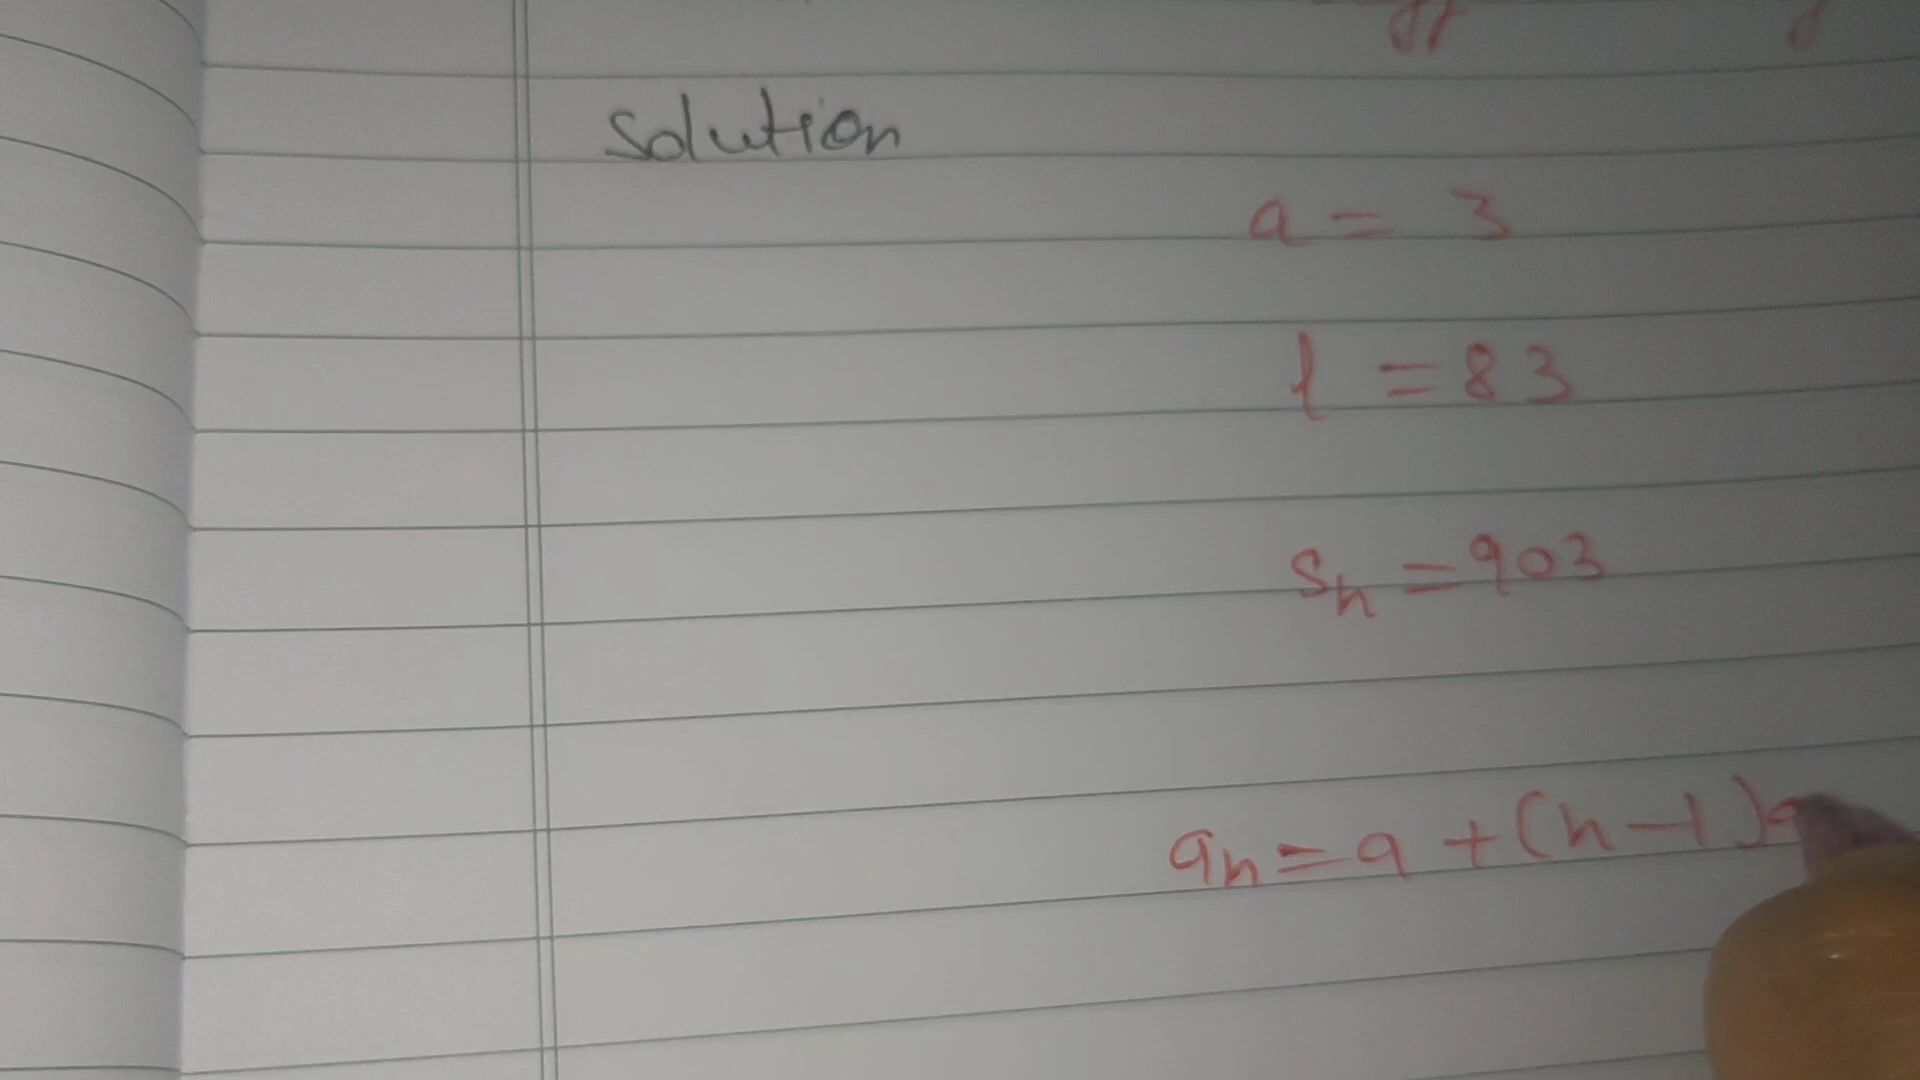 Solution
a = 3
l = 83
Sn = 903
an = a + (n-1)